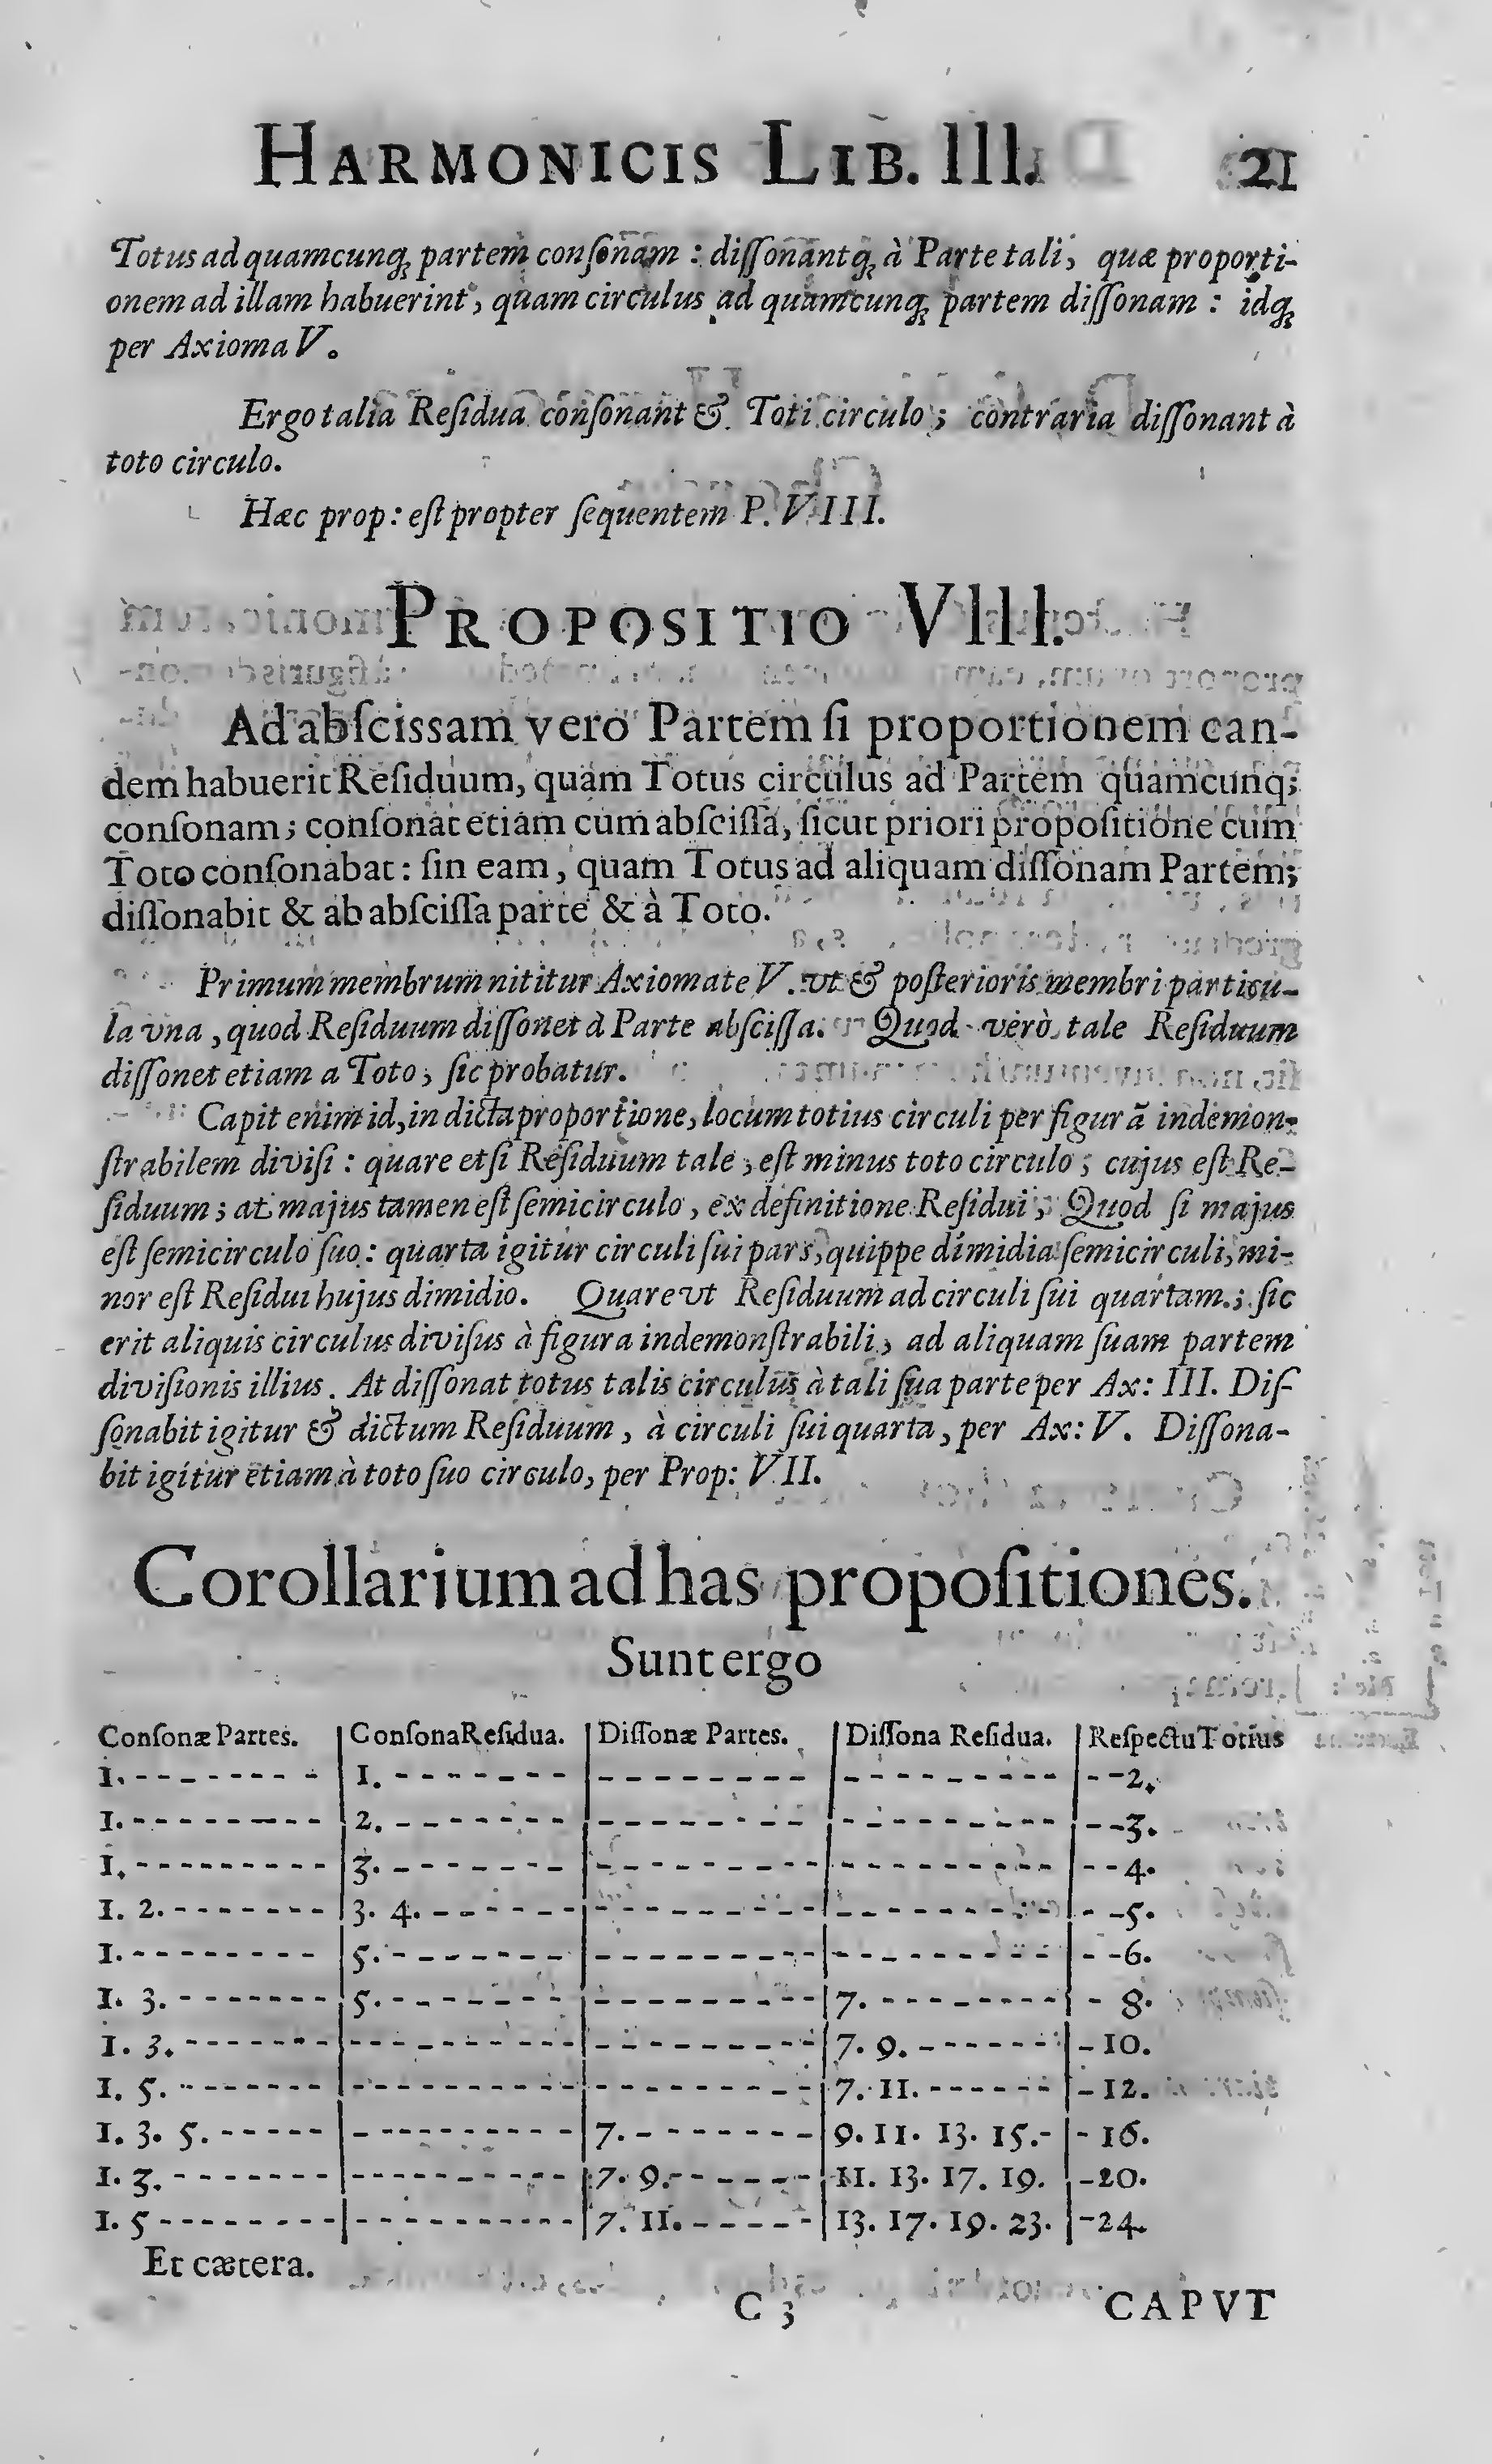 HARMONICIS LIB. III. 21
Totus ad quamcunq́ partem conſonam : diſſonantq́ à Parte tali, quæ proporti-
onem ad illam habuerint, quam circulus ad quamcunq́ partem diſſonam : idq́
per Axioma V.
Ergo talia Reſidua conſonant & Toti circulo ; contraria diſſonant à
toto circulo.
Hæc prop: eſt propter ſequentem P. VIII.
PROPOSITIO VIII.
Ad abſcissam vero Partem ſi proportionem ean-
dem habuerit Reſiduum, quàm Totus circulus ad Partem quamcunq;
conſonam; conſonat etiam cum abſciſſa, ſicut priori propoſitione cum
Toto conſonabat : ſin eam, quam Totus ad aliquam diſſonam Partem;
diſſonabit & ab abſciſſa parte & à Toto.
Primum membrum nititur Axiomate V. vt & poſterioris membri particu-
la vna, quod Reſiduum diſſonet à Parte abſciſſa. Quod verò tale Reſiduum
diſſonet etiam a Toto, ſic probatur.
Capit enim id, in dicta proportione, locum totius circuli per figurã indemon-
ſtrabilem diviſi : quare etſi Reſiduum tale, eſt minus toto circulo ; cujus eſt Re-
ſiduum ; at majus tamen eſt ſemicirculo, ex definitione Reſidui ; Quod ſi majus
eſt ſemicirculo ſuo : quarta igitur circuli ſui pars, quippe dimidia ſemicirculi, mi-
nor eſt Reſidui hujus dimidio. Quare vt Reſiduum ad circuli ſui quartam ; ſic
erit aliquis circulus diviſus à figura indemonſtrabili, ad aliquam ſuam partem
diviſionis illius. At diſſonat totus talis circulus à tali ſua parte per Ax: III. Diſ-
ſonabit igitur & dictum Reſiduum, à circuli ſui quarta, per Ax: V. Diſſona-
bit igitur etiam à toto ſuo circulo, per Prop: VII.
Corollarium ad has propoſitiones.
Sunt ergo
Conſonæ Partes. | Conſona Reſidua. | Diſſonæ Partes. | Diſſona Reſidua. | Reſpectu Totius
1. - - - | 1. - - - | - - - | - - - | - - 2.
1. - - - | 2. - - - | - - - | - - - | - - 3.
1. - - - | 3. - - - | - - - | - - - | - - 4.
1. 2. - - - | 3. 4. - - - | - - - | - - - | - - 5.
1. - - - | 5. - - - | - - - | - - - | - - 6.
1. 3. - - - | 5. - - - | - - - | 7. - - - | - 8.
1. 3. - - - | - - - | - - - | 7. 9. - - - | - 10.
1. 5. - - - | - - - | - - - | 7. 11. - - - | - 12.
1. 3. 5. - - - | - - - | 7. - - - | 9. 11. 13. 15. - | - 16.
1. 3. - - - | - - - | 7. 9. - - - | 11. 13. 17. 19. | - 20.
1. 5 - - - | - - - | 7. 11. - - - | 13. 17. 19. 23. | - 24.
Et cætera.
C 3 CAPVT